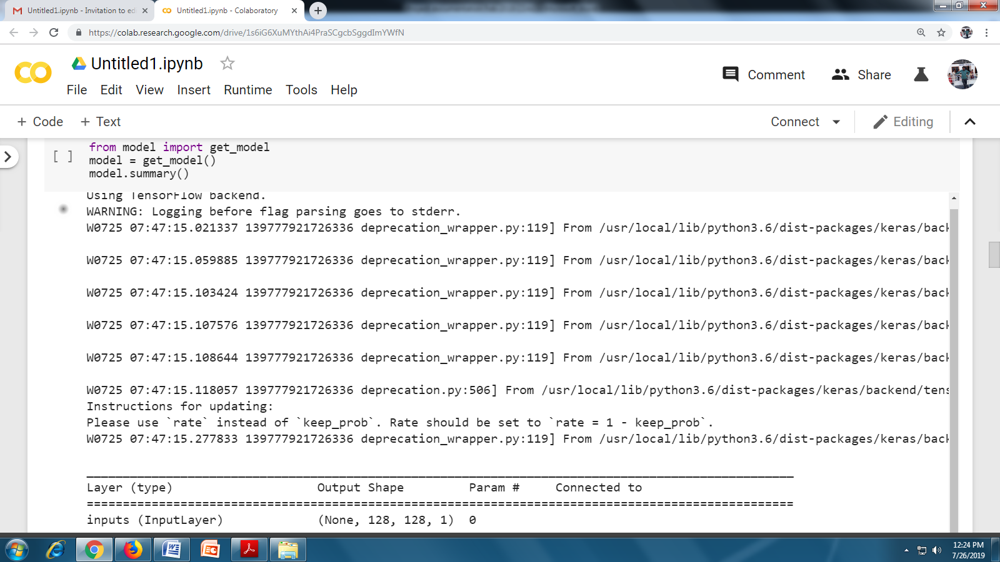 Untitled1.ipynb - Invitation to ed
Untitled1.ipynb - Colaboratory
https://colab.research.google.com/drive/1s6iG6XuMYthAi4PraSCgcbSggdImYWfN
Untitled1.ipynb
Comment
Share
File Edit View Insert Runtime Tools Help
+ Code + Text
Connect
Editing
from model import get_model
[ ]
model = get_model()
model.summary()
Using TensorFlow backend.
WARNING: Logging before flag parsing goes to stderr.
W0725 07:47:15.021337 139777921726336 deprecation_wrapper.py:119] From /usr/local/lib/python3.6/dist-packages/keras/back
W0725 07:47:15.059885 139777921726336 deprecation_wrapper.py:119] From /usr/local/lib/python3.6/dist-packages/keras/back
W0725 07:47:15.103424 139777921726336 deprecation_wrapper.py:119] From /usr/local/lib/python3.6/dist-packages/keras/back
W0725 07:47:15.107576 139777921726336 deprecation_wrapper.py:119] From /usr/local/lib/python3.6/dist-packages/keras/back
W0725 07:47:15.108644 139777921726336 deprecation_wrapper.py:119] From /usr/local/lib/python3.6/dist-packages/keras/back
W0725 07:47:15.118057 139777921726336 deprecation.py:506] From /usr/local/lib/python3.6/dist-packages/keras/backend/tens
Instructions for updating:
Please use `rate` instead of `keep_prob`. Rate should be set to `rate = 1 - keep_prob`.
W0725 07:47:15.277833 139777921726336 deprecation_wrapper.py:119] From /usr/local/lib/python3.6/dist-packages/keras/back
Layer (type) Output Shape Param # Connected to
inputs (InputLayer) (None, 128, 128, 1) 0
12:24 PM
7/26/2019